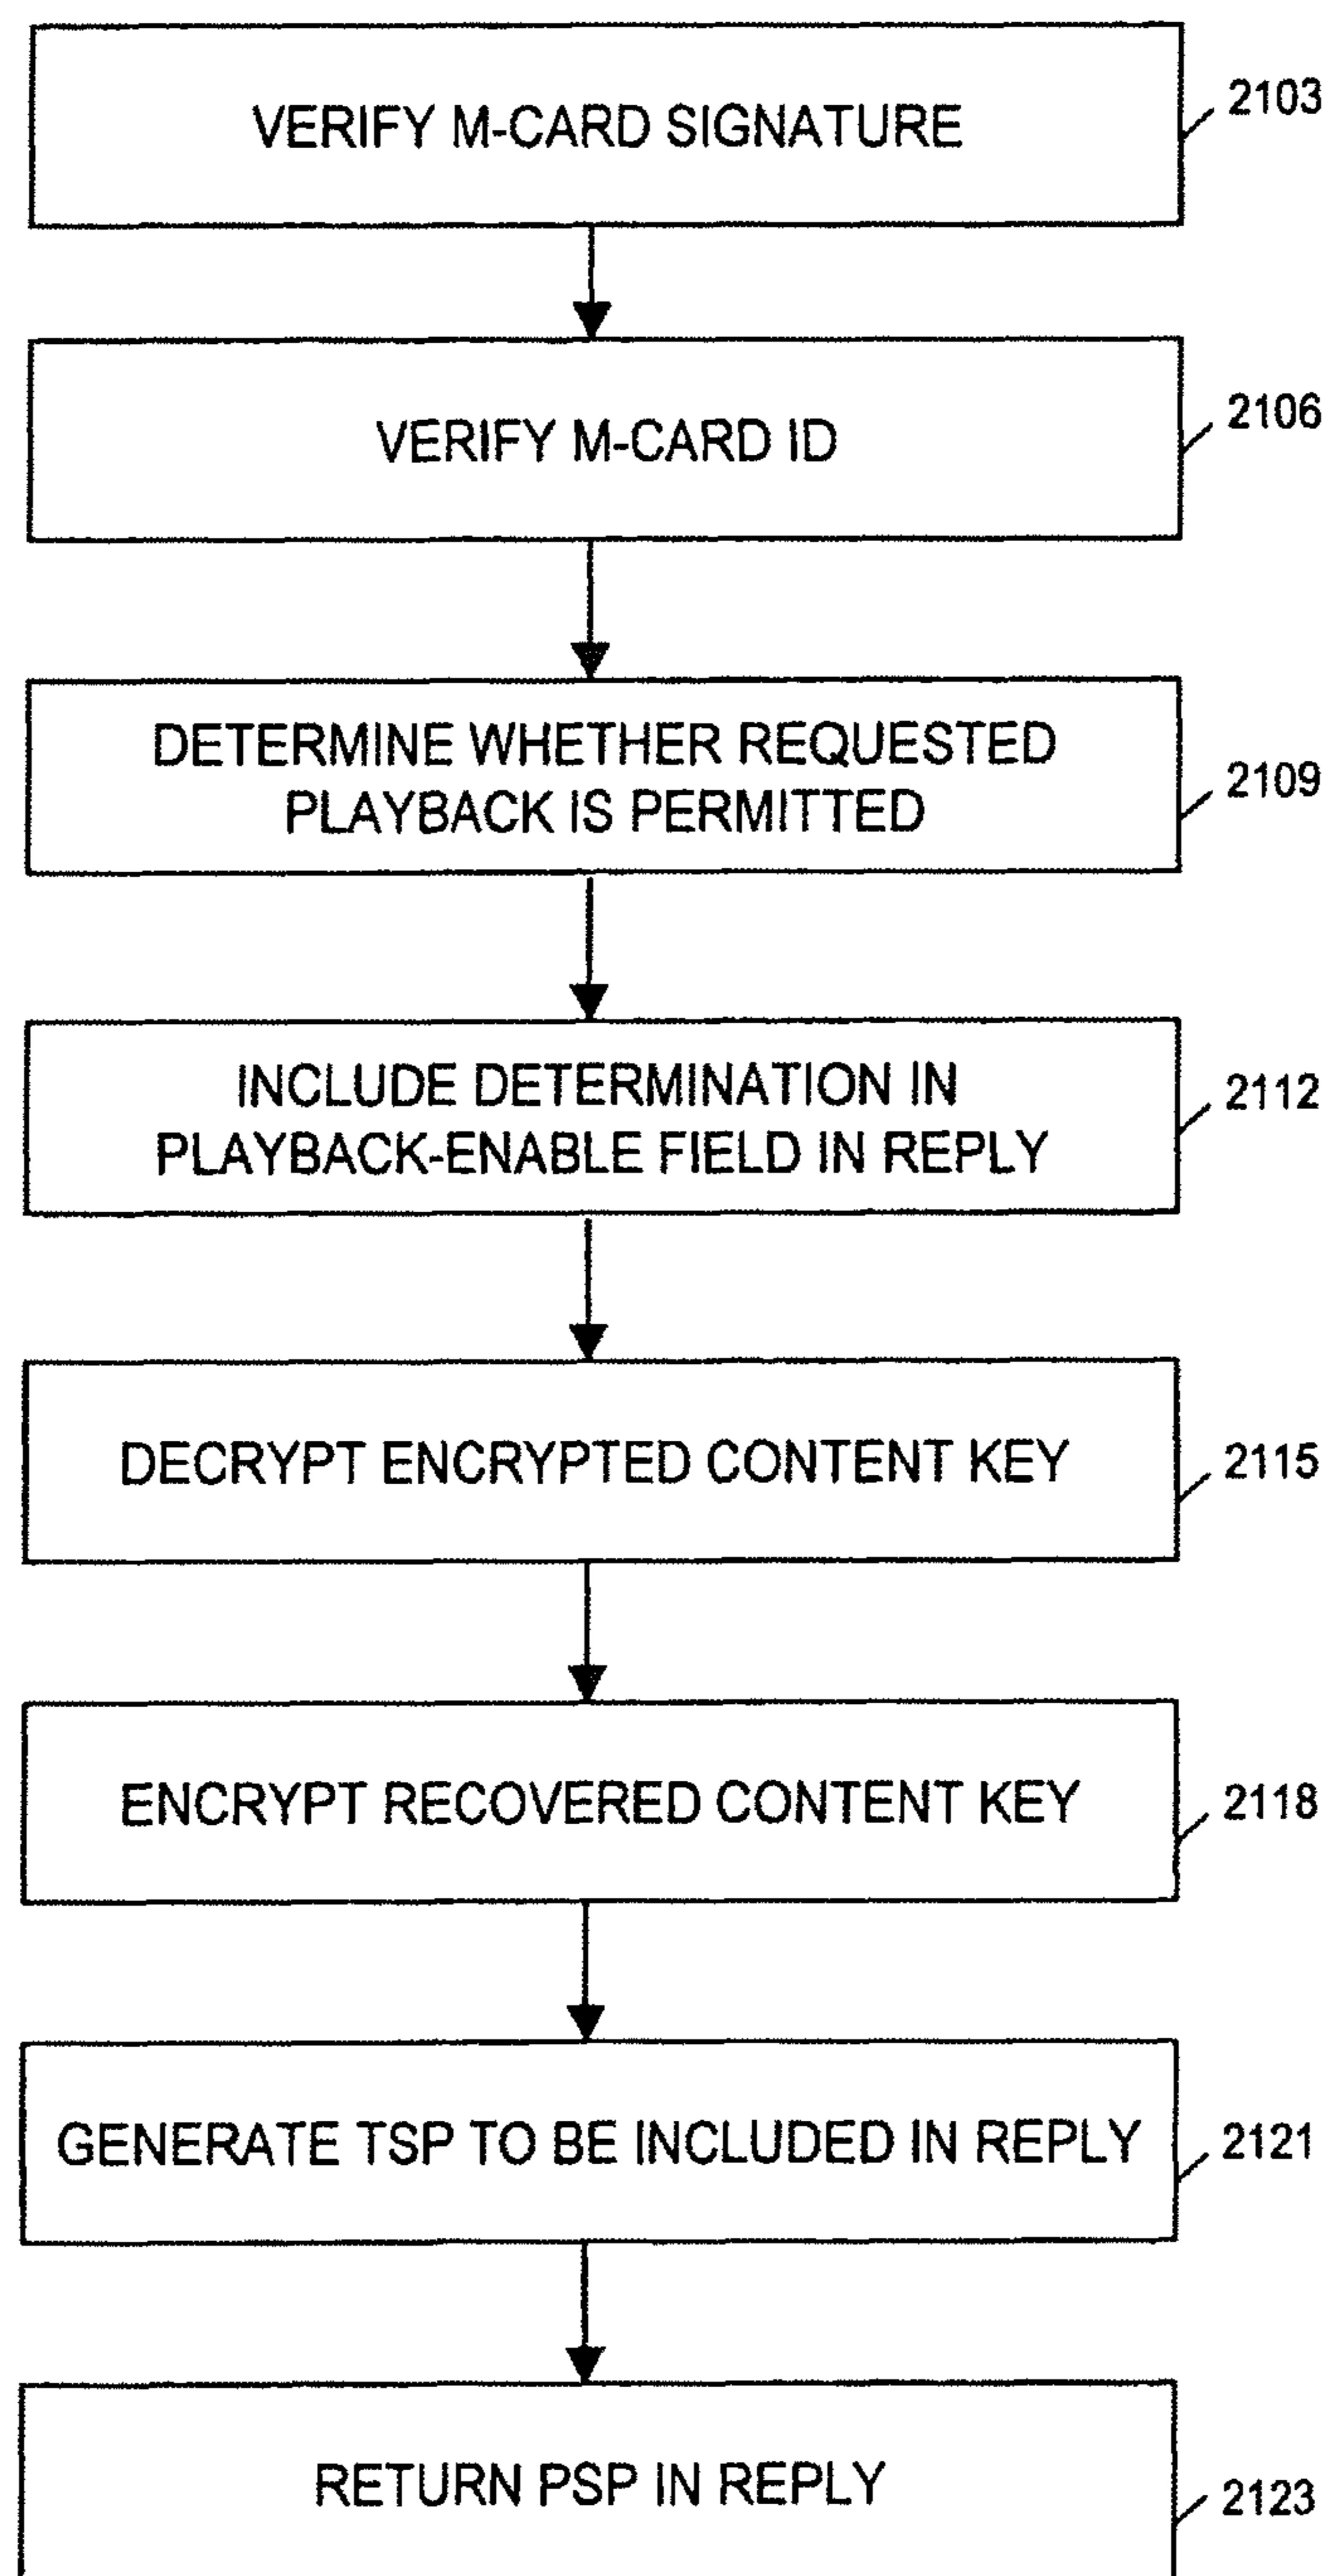 VERIFY M-CARD SIGNATURE
2103
VERIFY M-CARD ID
2106
DETERMINE WHETHER REQUESTED
PLAYBACK IS PERMITTED
2109
INCLUDE DETERMINATION IN
PLAYBACK-ENABLE FIELD IN REPLY
2112
DECRYPT ENCRYPTED CONTENT KEY
2115
ENCRYPT RECOVERED CONTENT KEY
2118
GENERATE TSP TO BE INCLUDED IN REPLY
2121
RETURN PSP IN REPLY
2123